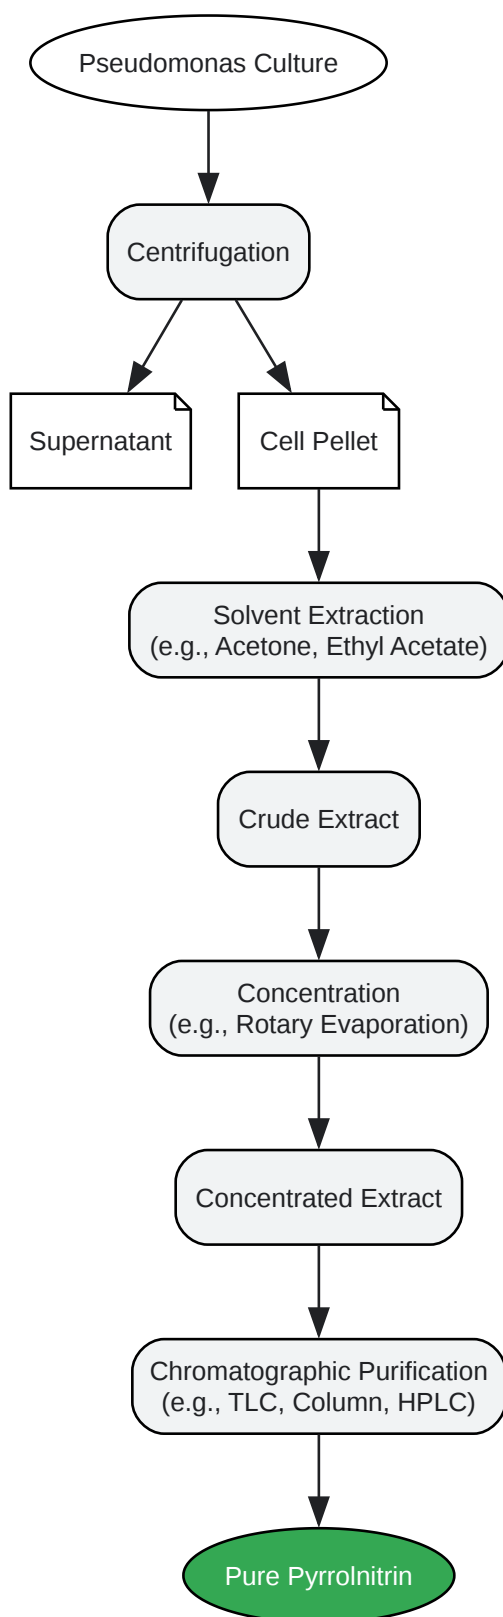 Pseudomonas Culture
Centrifugation
Supernatant
Cell Pellet
Solvent Extraction
(e.g., Acetone, Ethyl Acetate)
Crude Extract
Concentration
(e.g., Rotary Evaporation)
Concentrated Extract
Chromatographic Purification
(e.g., TLC, Column, HPLC)
Pure Pyrrolnitrin